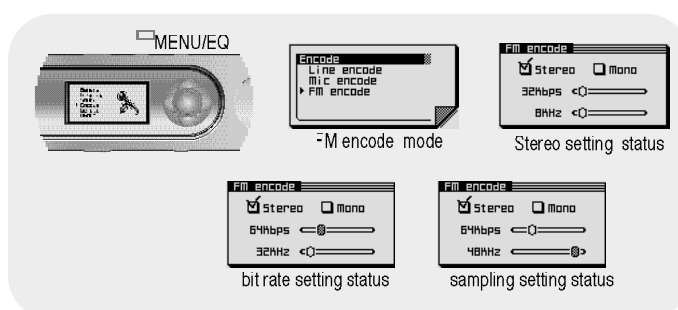 MENU/EQ
Encode
Line encode
Mic encode
FM encode
FM encode mode
FM encode
Stereo Mono
32Kbps
8KHz
Stereo setting status
FM encode
Stereo Mono
64Kbps
32KHz
bit rate setting status
FM encode
Stereo Mono
64Kbps
48KHz
sampling setting status